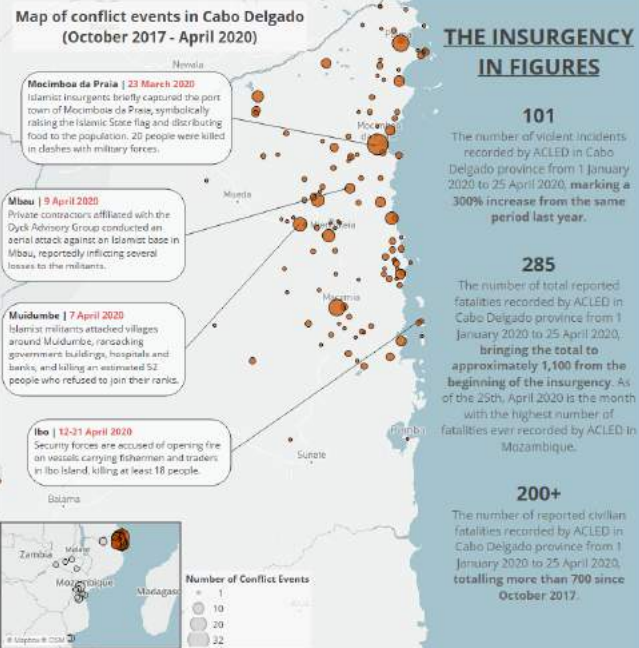 Map of conflict events in Cabo Delgado
(October 2017 - April 2020)
Newala
Mocimboa da Praia | 23 March 2020
Islamist insurgents briefly captured the port
town of Mocimboia da Praia, symbolically
raising the Islamic State flag and distributing
food to the population. 20 people were killed
in clashes with military forces.
Mueda
Mbau | 9 April 2020
Private contractors affiliated with the
Dyck Advisory Group conducted an
aerial attack against an Islamist base in
Mbau, reportedly inflicting several
losses to the militants.
Macomia
Muidumbe | 7 April 2020
Islamist militants attacked villages
around Muidumbe, ransacking
government buildings, hospitals and
banks, and killing an estimated 52
people who refused to join their ranks.
Ibo | 12-21 April 2020
Security forces are accused of opening fire
on vessels carrying fishermen and traders
in Ibo Island, killing at least 18 people.
Pemba
Balama
Zambia
Malawi
Mozambique
Madagasc
© Mapbox © OSM
Number of Conflict Events
1
10
20
32
THE INSURGENCY
IN FIGURES
101
The number of violent incidents
recorded by ACLED in Cabo
Delgado province from 1 January
2020 to 25 April 2020, marking a
300% increase from the same
period last year.
285
The number of total reported
fatalities recorded by ACLED in
Cabo Delgado province from 1
January 2020 to 25 April 2020,
bringing the total to
approximately 1,100 from the
beginning of the insurgency. As
of the 25th, April 2020 is the month
with the highest number of
fatalities ever recorded by ACLED in
Mozambique.
200+
The number of reported civilian
fatalities recorded by ACLED in
Cabo Delgado province from 1
January 2020 to 25 April 2020,
totalling more than 700 since
October 2017.